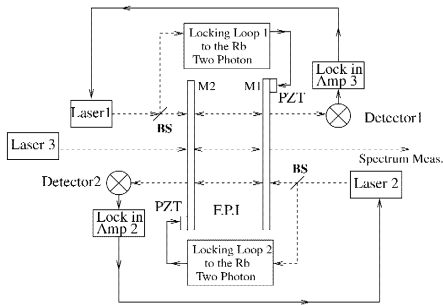 Locking Loop 1
to the Rb
Two Photon
M2
M1
PZT
Lock in
Amp 3
Laser1
BS
Detector1
Laser 3
Spectrum Meas.
BS
Detector2
Laser 2
PZT
F.P.I
Lock in
Amp 2
Locking Loop 2
to the Rb
Two Photon